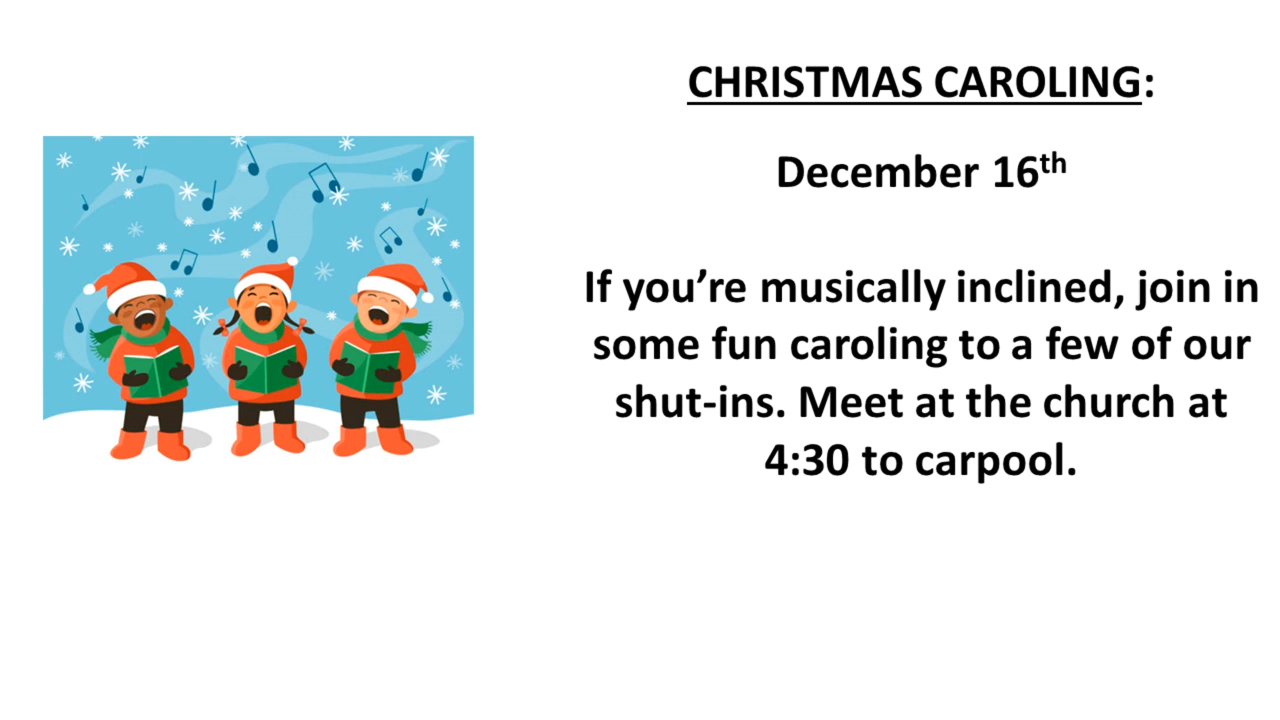 CHRISTMAS CAROLING:
December 16th
If you’re musically inclined, join in
some fun caroling to a few of our
shut-ins. Meet at the church at
4:30 to carpool.